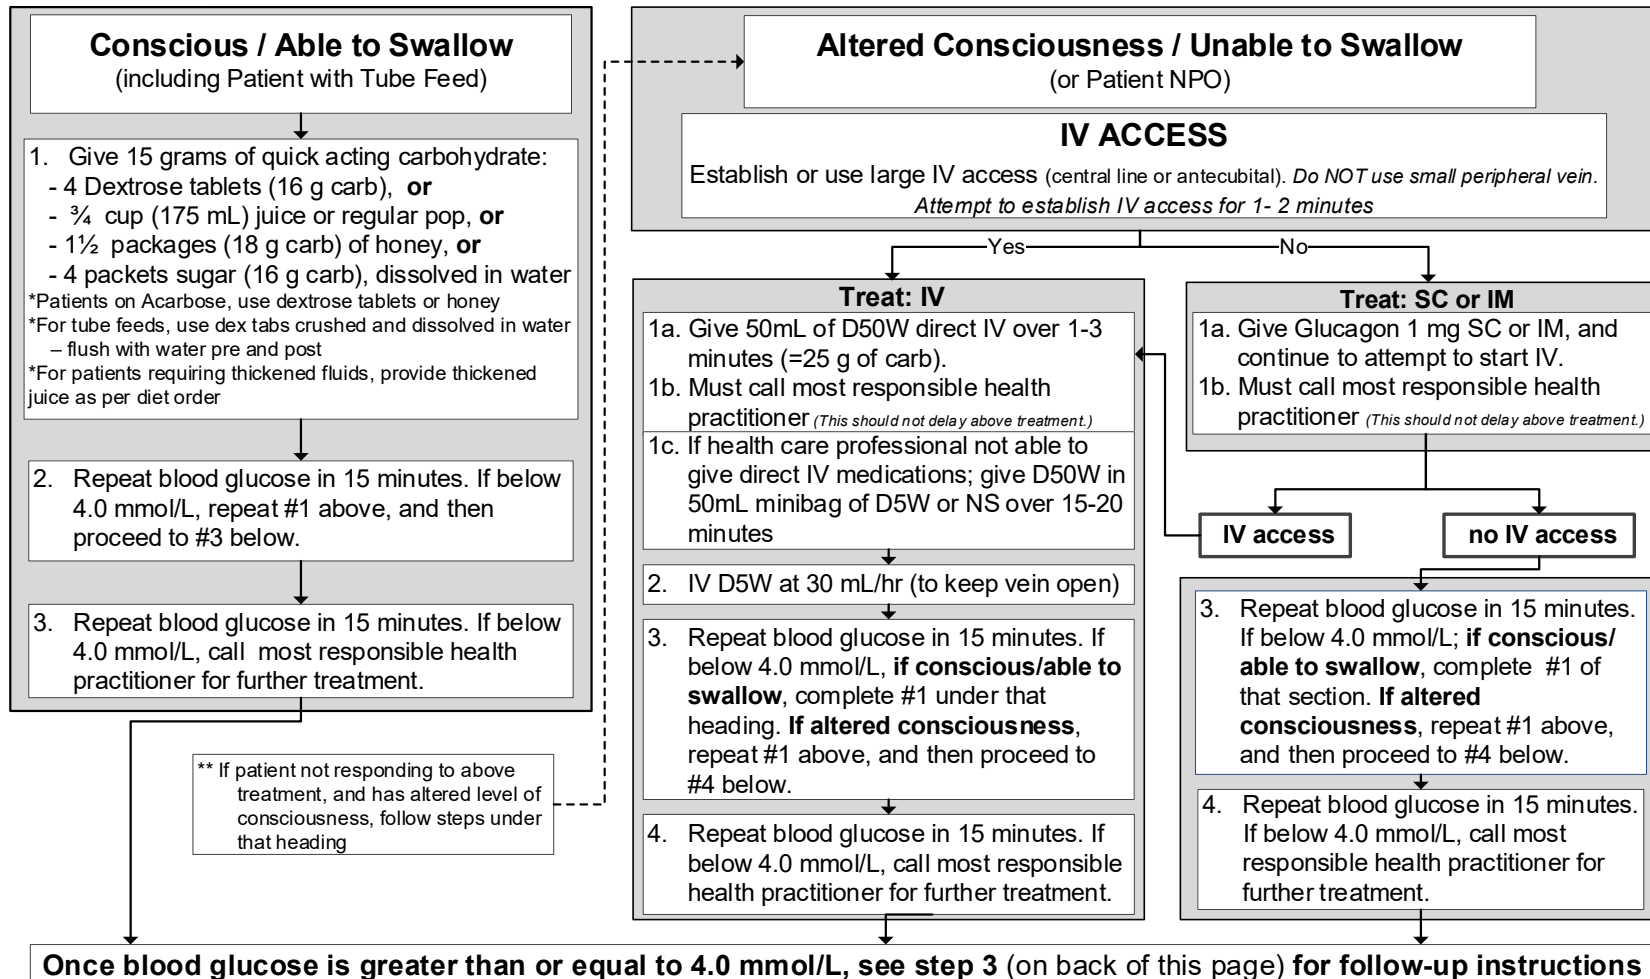 Conscious / Able to Swallow
(including Patient with Tube Feed)
1. Give 15 grams of quick acting carbohydrate:
- 4 Dextrose tablets (16 g carb), or
- ¾ cup (175 mL) juice or regular pop, or
- 1½ packages (18 g carb) of honey, or
- 4 packets sugar (16 g carb), dissolved in water
*Patients on Acarbose, use dextrose tablets or honey
*For tube feeds, use dex tabs crushed and dissolved in water
– flush with water pre and post
*For patients requiring thickened fluids, provide thickened
juice as per diet order
2. Repeat blood glucose in 15 minutes. If below
4.0 mmol/L, repeat #1 above, and then
proceed to #3 below.
3. Repeat blood glucose in 15 minutes. If below
4.0 mmol/L, call most responsible health
practitioner for further treatment.
** If patient not responding to above
treatment, and has altered level of
consciousness, follow steps under
that heading
Altered Consciousness / Unable to Swallow
(or Patient NPO)
IV ACCESS
Establish or use large IV access (central line or antecubital). Do NOT use small peripheral vein.
Attempt to establish IV access for 1- 2 minutes
Yes
No
Treat: IV
1a. Give 50mL of D50W direct IV over 1-3
minutes (=25 g of carb).
1b. Must call most responsible health
practitioner (This should not delay above treatment.)
1c. If health care professional not able to
give direct IV medications; give D50W in
50mL minibag of D5W or NS over 15-20
minutes
2. IV D5W at 30 mL/hr (to keep vein open)
3. Repeat blood glucose in 15 minutes. If
below 4.0 mmol/L, if conscious/able to
swallow, complete #1 under that
heading. If altered consciousness,
repeat #1 above, and then proceed to
#4 below.
4. Repeat blood glucose in 15 minutes. If
below 4.0 mmol/L, call most responsible
health practitioner for further treatment.
Treat: SC or IM
1a. Give Glucagon 1 mg SC or IM, and
continue to attempt to start IV.
1b. Must call most responsible health
practitioner (This should not delay above treatment.)
IV access
no IV access
3. Repeat blood glucose in 15 minutes.
If below 4.0 mmol/L; if conscious/
able to swallow, complete #1 of
that section. If altered
consciousness, repeat #1 above,
and then proceed to #4 below.
4. Repeat blood glucose in 15 minutes.
If below 4.0 mmol/L, call most
responsible health practitioner for
further treatment.
Once blood glucose is greater than or equal to 4.0 mmol/L, see step 3 (on back of this page) for follow-up instructions